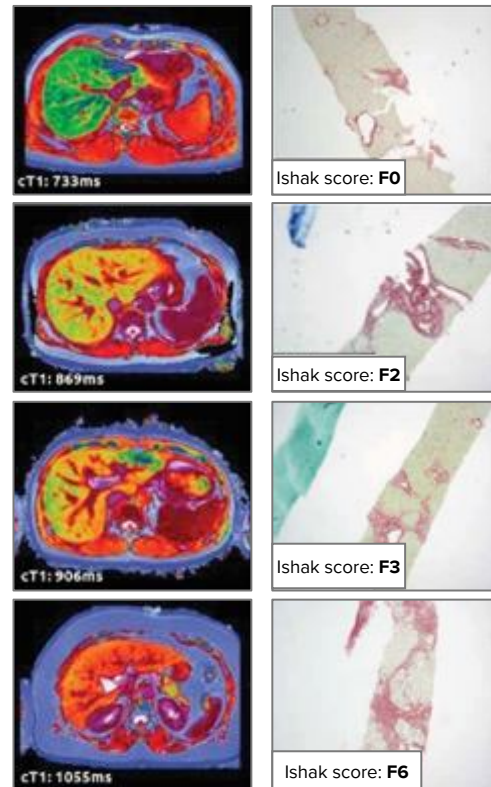 cT1: 733ms
Ishak score: F0
cT1: 869ms
Ishak score: F2
cT1: 906ms
Ishak score: F3
cT1: 1055ms
Ishak score: F6